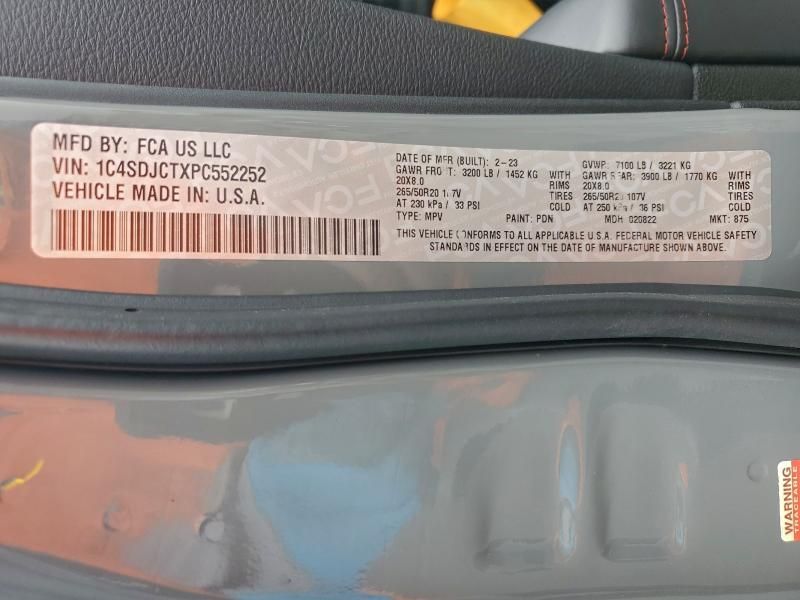 MFD BY: FCA US LLC
VIN: 1C4SDJCTXPC552252
VEHICLE MADE IN U.S.A.
DATE OF MFR (BUILT): 2-23
GAWR FRONT: 3200 LB / 1452 KG WITH
20X8.0 RIMS
265/50R20 107V TIRES
AT 230 kPa / 33 PSI COLD
TYPE: MPV PAINT: PDN
GVWR: 7100 LB / 3221 KG
GAWR REAR: 3900 LB / 1770 KG WITH
20X8.0 RIMS
265/50R20 107V TIRES
AT 250 kPa / 36 PSI COLD
MDH: 020822 MKT: 875
THIS VEHICLE CONFORMS TO ALL APPLICABLE U.S.A. FEDERAL MOTOR VEHICLE SAFETY
STANDARDS IN EFFECT ON THE DATE OF MANUFACTURE SHOWN ABOVE.
WARNING
TRACEABLE